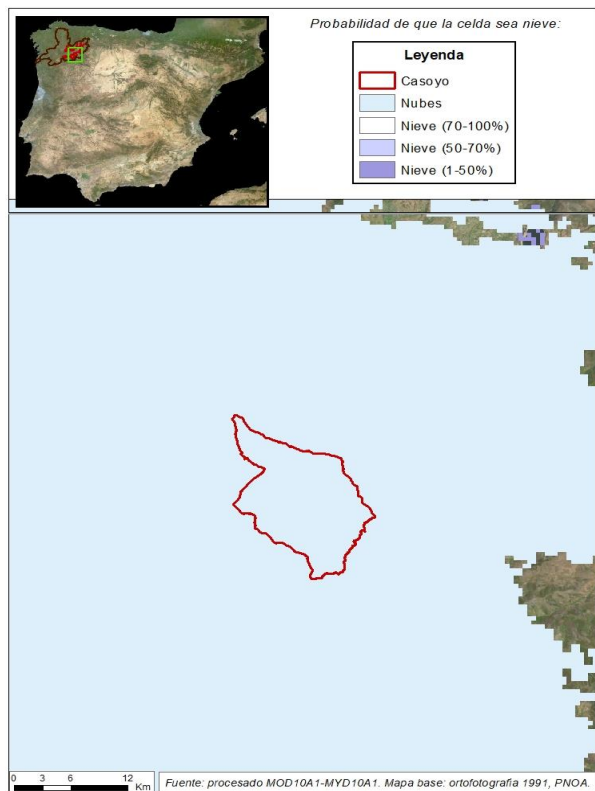 Probabilidad de que la celda sea nieve:
Leyenda
Casoyo
Nubes
Nieve (70-100%)
Nieve (50-70%)
Nieve (1-50%)
0 3 6 12
Km
Fuente: procesado MOD10A1-MYD10A1. Mapa base: ortofotografia 1991, PNOA.